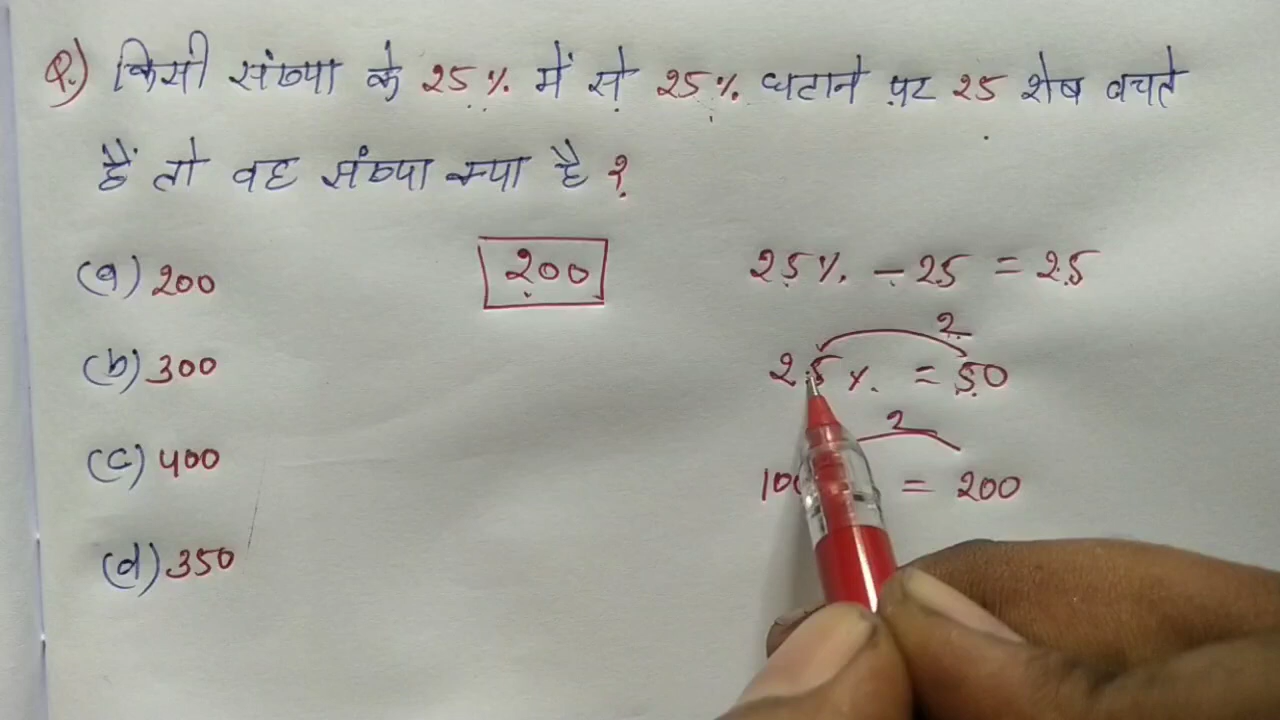 Q.) किसी संख्या के 25% में से 25% घटाने पर 25 शेष बचते
हैं तो वह संख्या क्या है ?
(a) 200
(b) 300
(c) 400
(d) 350
200
25% - 25 = 25
2
25% = 50
2
= 200